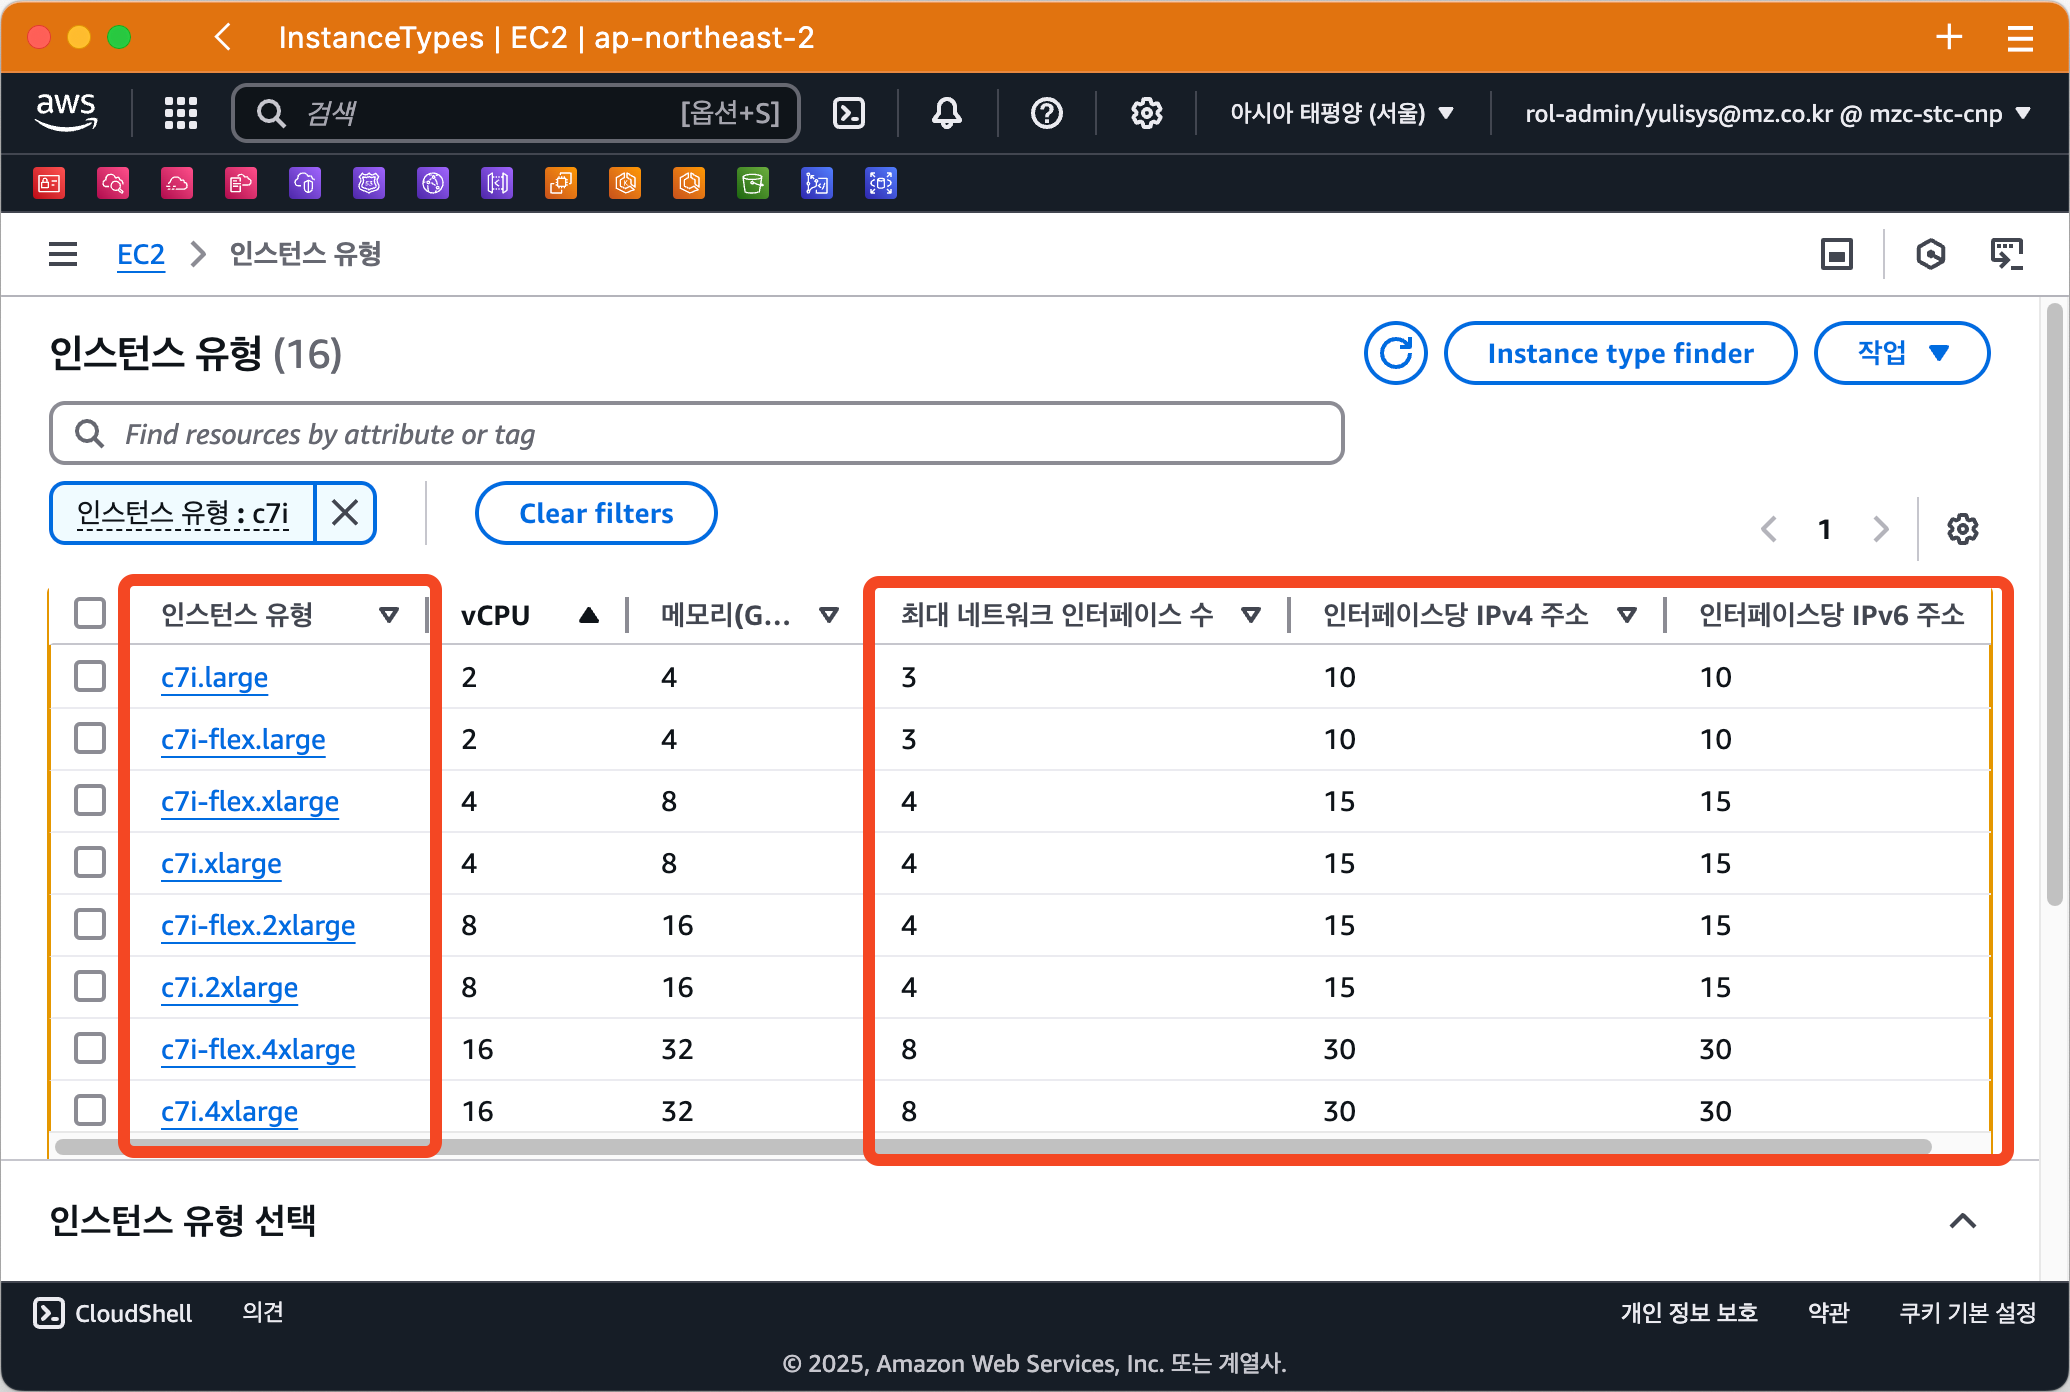 InstanceTypes | EC2 | ap-northeast-2
aws
검색
[옵션+S]
아시아 태평양 (서울)
rol-admin/yulisys@mz.co.kr @ mzc-stc-cnp
EC2
인스턴스 유형
인스턴스 유형 (16)
Instance type finder
작업
Find resources by attribute or tag
인스턴스 유형 : c7i
Clear filters
1
인스턴스 유형 vCPU 메모리(G... 최대 네트워크 인터페이스 수 인터페이스당 IPv4 주소 인터페이스당 IPv6 주소
c7i.large 2 4 3 10 10
c7i-flex.large 2 4 3 10 10
c7i-flex.xlarge 4 8 4 15 15
c7i.xlarge 4 8 4 15 15
c7i-flex.2xlarge 8 16 4 15 15
c7i.2xlarge 8 16 4 15 15
c7i-flex.4xlarge 16 32 8 30 30
c7i.4xlarge 16 32 8 30 30
인스턴스 유형 선택
CloudShell 의견 개인 정보 보호 약관 쿠키 기본 설정
© 2025, Amazon Web Services, Inc. 또는 계열사.